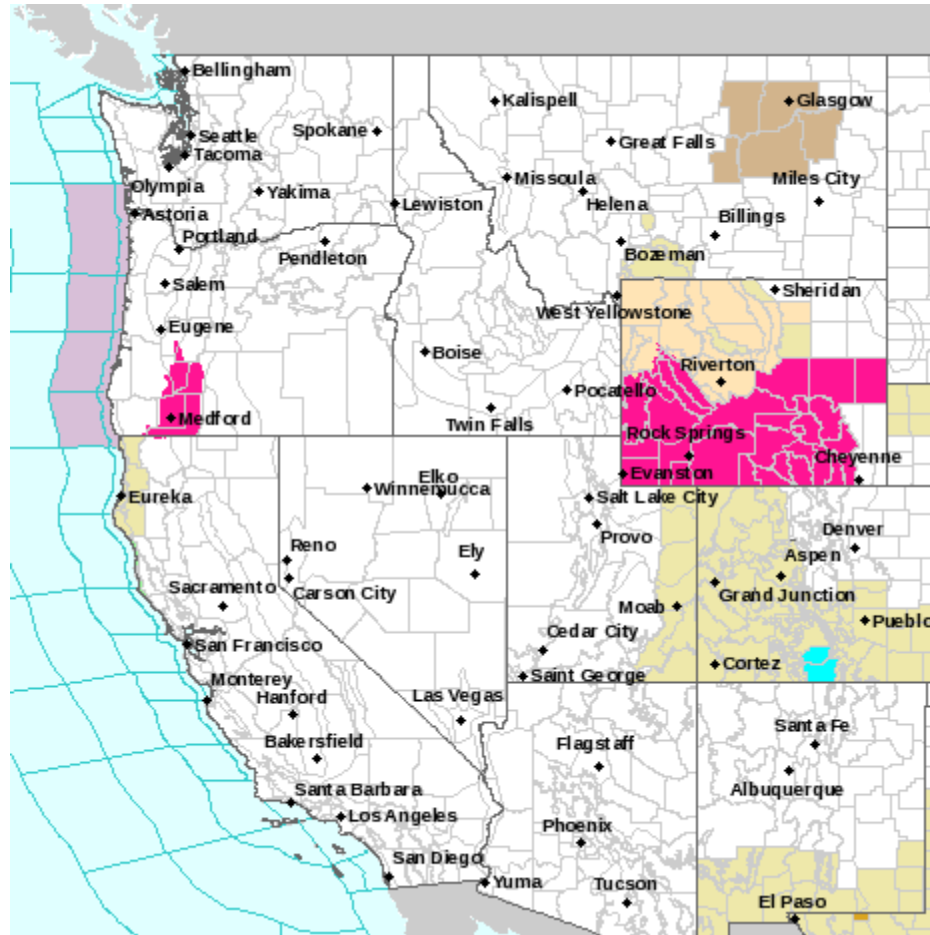 Bellingham
Kalispell
Glasgow
Seattle
Spokane
Great Falls
Tacoma
Missoula
Miles City
Olympia
Yakima
Lewiston
Helena
Billings
Astoria
Portland
Pendleton
Bozeman
Salem
Sheridan
West Yellowstone
Eugene
Boise
Riverton
Pocatello
Medford
Twin Falls
Rock Springs
Cheyenne
Evanston
Elko
Winnemucca
Eureka
Salt Lake City
Provo
Denver
Reno
Ely
Aspen
Carson City
Grand Junction
Sacramento
Moab
Pueblo
Cedar City
San Francisco
Cortez
Saint George
Monterey
Hanford
Las Vegas
Santa Fe
Bakersfield
Flagstaff
Albuquerque
Santa Barbara
Los Angeles
Phoenix
San Diego
Yuma
Tucson
El Paso